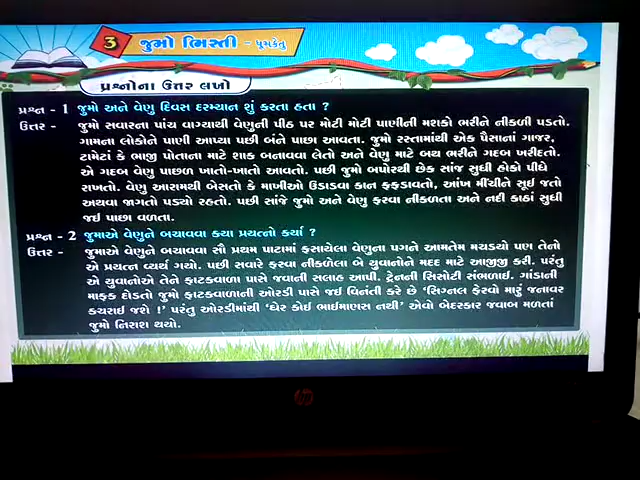 3 જુમો ભિસ્તી - ધૂમકેતુ
પ્રશ્નોના ઉત્તર લખો
પ્રશ્ન - 1 જુમો અને વેણુ દિવસ દરમ્યાન શું કરતા હતા ?
ઉત્તર - જુમો સવારના પાંચ વાગ્યાથી વેણુની પીઠ પર મોટી મોટી પાણીની મશકો ભરીને નીકળી પડતો.
ગામના લોકોને પાણી આપ્યા પછી બંને પાછા આવતા. જુમો રસ્તામાંથી એક પૈસાનાં ગાજર,
ટામેટાં કે ભાજી પોતાના માટે શાક બનાવવા લેતો અને વેણુ માટે બથ ભરીને ગદબ ખરીદતો.
એ ગદબ વેણુ પાછળ ખાતો-ખાતો આવતો. પછી જુમો બપોરથી છેક સાંજ સુધી હોકો પીધે
રાખતો. વેણુ આરામથી બેસતો કે માખીઓ ઉડાડવા કાન ફફડાવતો, આંખ મીંચીને સૂઈ જતો
અથવા જાગતો પડ્યો રહતો. પછી સાંજે જુમો અને વેણુ ફરવા નીકળતા અને નદી કાંઠાં સુધી
જઈ પાછા વળતા.
પ્રશ્ન - 2 જુમાએ વેણુને બચાવવા કયા પ્રયત્નો કર્યા ?
ઉત્તર - જુમાએ વેણુને બચાવવા સૌ પ્રથમ પાટામાં ફસાયેલા વેણુના પગને આમતેમ મચડ્યો પણ તેનો
એ પ્રયત્ન વ્યર્થ ગયો. પછી સવારે ફરવા નીકળેલા બે યુવાનોને મદદ માટે આજીજી કરી. પરંતુ
એ યુવાનોએ તેને ફાટકવાળા પાસે જવાની સલાહ આપી. ટ્રેનની સિસોટી સંભળાઈ. ગાંડાની
માફક દોડતો જુમો ફાટકવાળાની ઓરડી પાસે જઈ વિનંતી કરે છે ‘સિગ્નલ ફેરવો મારું જનાવર
કચરાઈ જશે !’ પરંતુ ઓરડીમાંથી ‘ઘેર કોઈ ભાઈમાણસ નથી’ એવો બેદરકાર જવાબ મળતાં
જુમો નિરાશ થયો.
hp